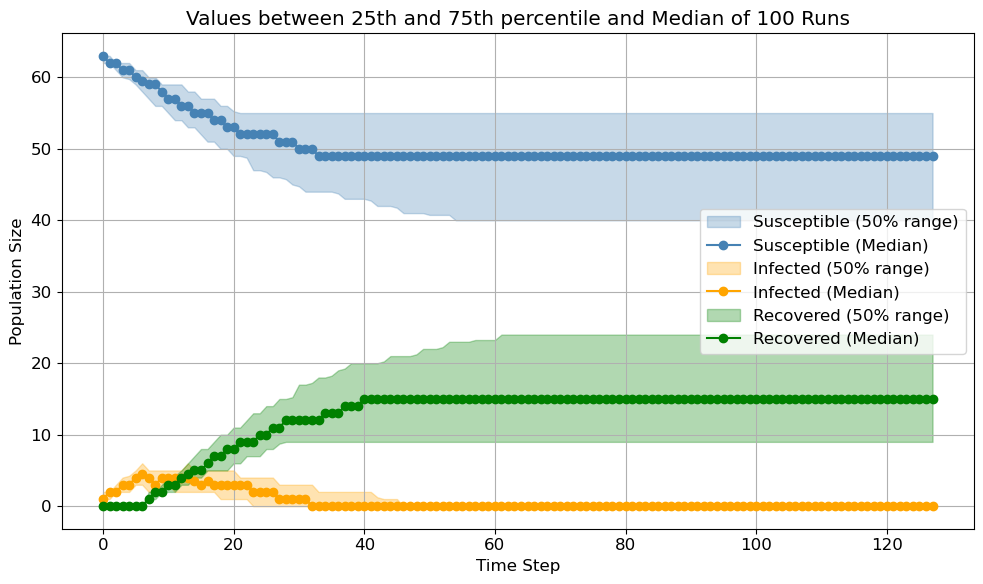 Values between 25th and 75th percentile and Median of 100 Runs
Population Size
60
50
40
30
20
10
0
Susceptible (50% range)
Susceptible (Median)
Infected (50% range)
Infected (Median)
Recovered (50% range)
Recovered (Median)
0 20 40 60 80 100 120
Time Step